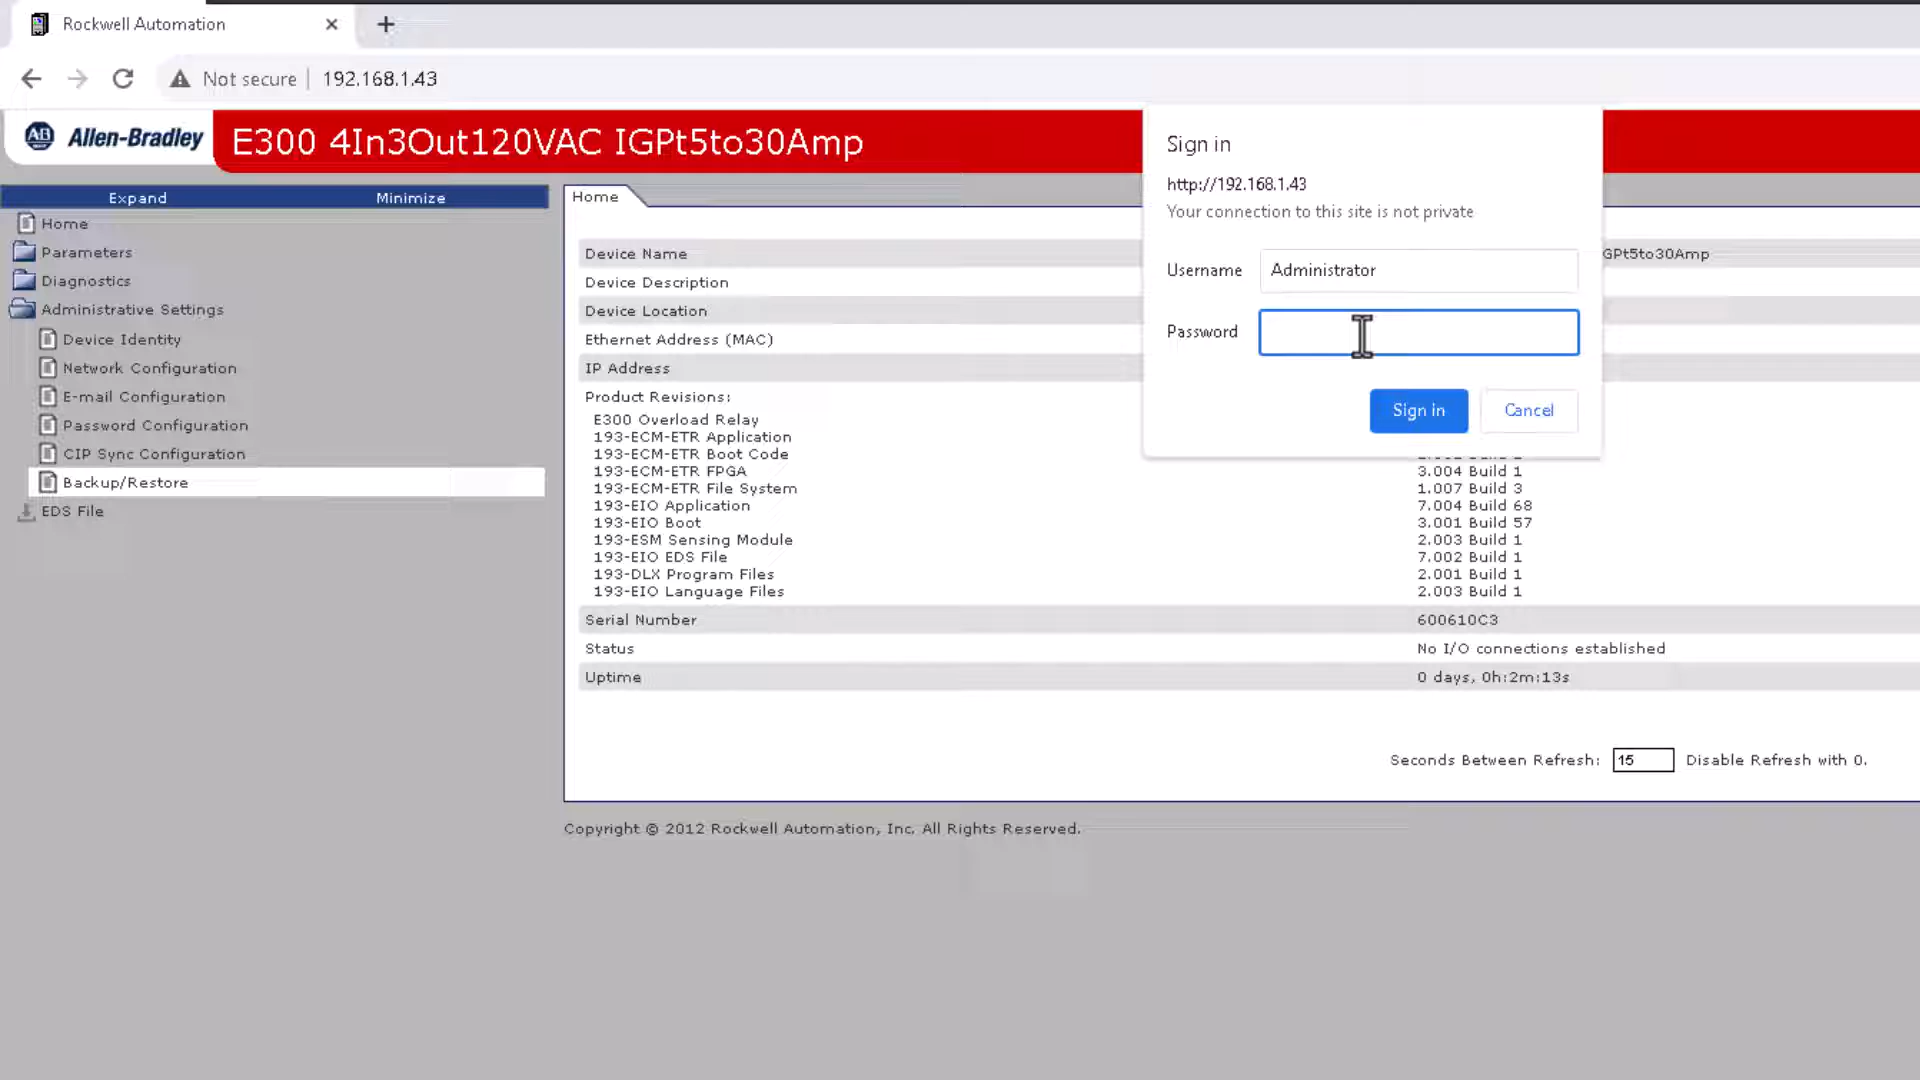 Rockwell Automation
Not secure
192.168.1.43
AB Allen-Bradley
E300 4In3Out120VAC IGPt5to30Amp
Expand Minimize
Home
Parameters
Diagnostics
Administrative Settings
Device Identity
Network Configuration
E-mail Configuration
Password Configuration
CIP Sync Configuration
Backup/Restore
EDS File
Home
Device Name GPt5to30Amp
Device Description
Device Location
Ethernet Address (MAC)
IP Address
Product Revisions:
E300 Overload Relay
193-ECM-ETR Application
193-ECM-ETR Boot Code
193-ECM-ETR FPGA 3.004 Build 1
193-ECM-ETR File System 1.007 Build 3
193-EIO Application 7.004 Build 68
193-EIO Boot 3.001 Build 57
193-ESM Sensing Module 2.003 Build 1
193-EIO EDS File 7.002 Build 1
193-DLX Program Files 2.001 Build 1
193-EIO Language Files 2.003 Build 1
Serial Number 600610C3
Status No I/O connections established
Uptime 0 days, 0h:2m:13s
Seconds Between Refresh: 15 Disable Refresh with 0.
Copyright © 2012 Rockwell Automation, Inc. All Rights Reserved.
Sign in
http://192.168.1.43
Your connection to this site is not private
Username Administrator
Password
Sign in Cancel